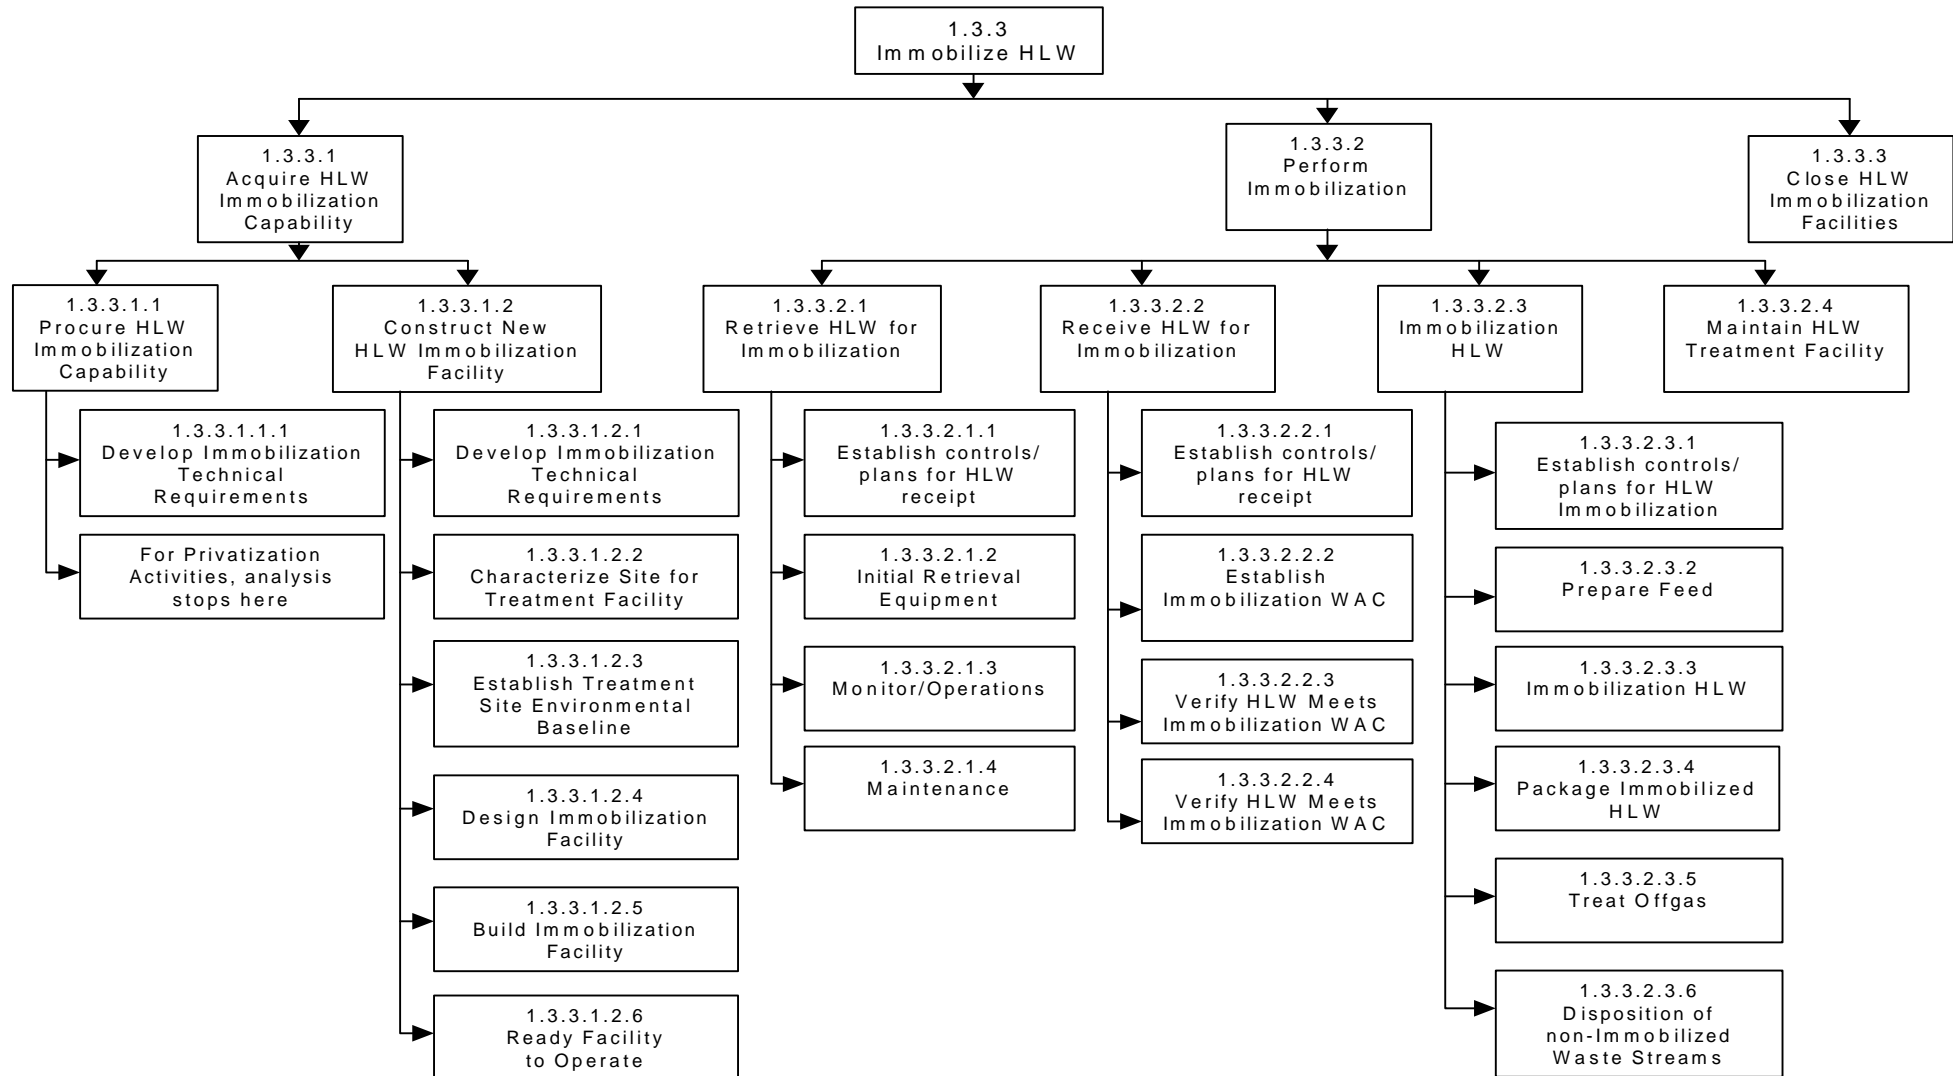 1.3.3
Immobilize HLW
1.3.3.1
Acquire HLW
Immobilization
Capability
1.3.3.2
Perform
Immobilization
1.3.3.3
Close HLW
Immobilization
Facilities
1.3.3.1.1
Procure HLW
Immobilization
Capability
1.3.3.1.2
Construct New
HLW Immobilization
Facility
1.3.3.2.1
Retrieve HLW for
Immobilization
1.3.3.2.2
Receive HLW for
Immobilization
1.3.3.2.3
Immobilization
HLW
1.3.3.2.4
Maintain HLW
Treatment Facility
1.3.3.1.1.1
Develop Immobilization
Technical
Requirements
For Privatization
Activities, analysis
stops here
1.3.3.1.2.1
Develop Immobilization
Technical
Requirements
1.3.3.1.2.2
Characterize Site for
Treatment Facility
1.3.3.1.2.3
Establish Treatment
Site Environmental
Baseline
1.3.3.1.2.4
Design Immobilization
Facility
1.3.3.1.2.5
Build Immobilization
Facility
1.3.3.1.2.6
Ready Facility
to Operate
1.3.3.2.1.1
Establish controls/
plans for HLW
receipt
1.3.3.2.1.2
Initial Retrieval
Equipment
1.3.3.2.1.3
Monitor/Operations
1.3.3.2.1.4
Maintenance
1.3.3.2.2.1
Establish controls/
plans for HLW
receipt
1.3.3.2.2.2
Establish
Immobilization WAC
1.3.3.2.2.3
Verify HLW Meets
Immobilization WAC
1.3.3.2.2.4
Verify HLW Meets
Immobilization WAC
1.3.3.2.3.1
Establish controls/
plans for HLW
Immobilization
1.3.3.2.3.2
Prepare Feed
1.3.3.2.3.3
Immobilization HLW
1.3.3.2.3.4
Package Immobilized
HLW
1.3.3.2.3.5
Treat Offgas
1.3.3.2.3.6
Disposition of
non-Immobilized
Waste Streams